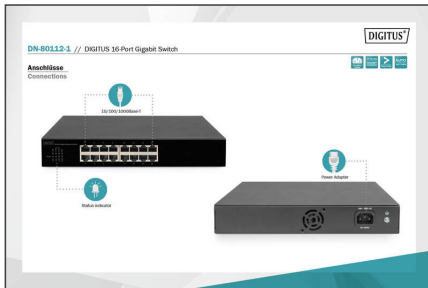 DIGITUS®
DN-80112-1 // DIGITUS 16-Port Gigabit Switch
Anschlüsse
Connections
10/100/1000Base-T
Status indicator
Power Adapter